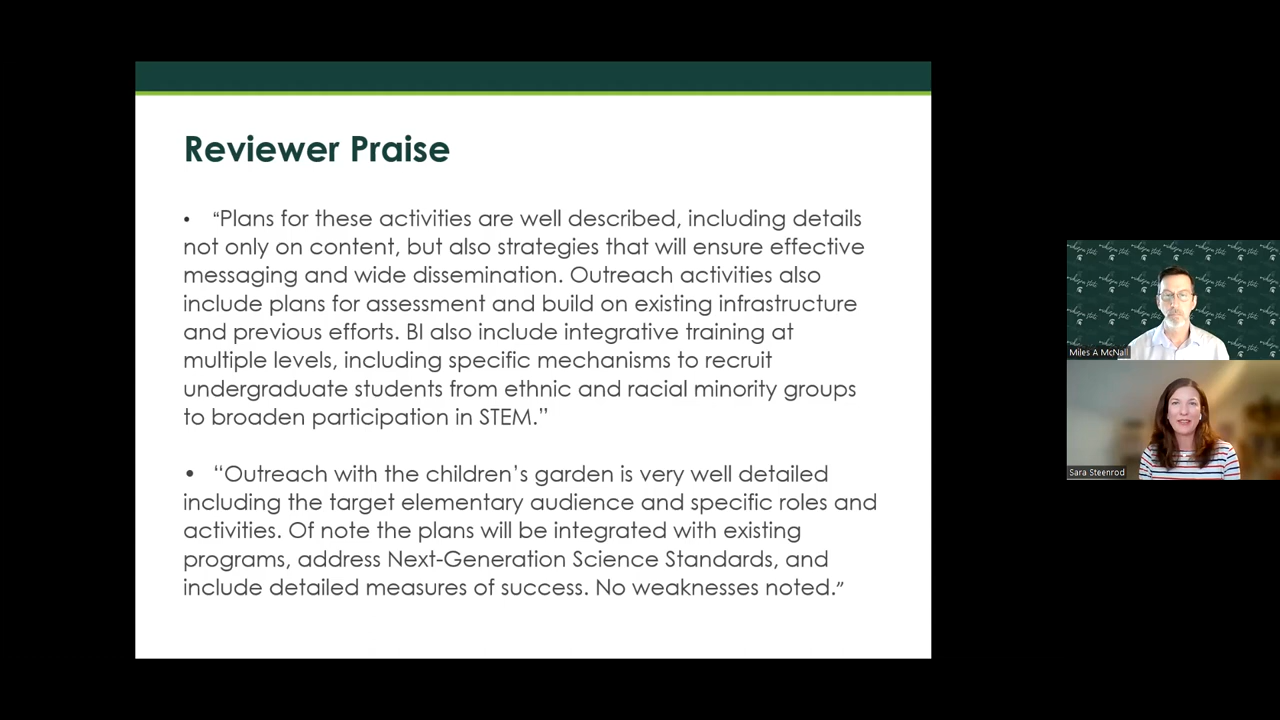 Reviewer Praise
• “Plans for these activities are well described, including details
not only on content, but also strategies that will ensure effective
messaging and wide dissemination. Outreach activities also
include plans for assessment and build on existing infrastructure
and previous efforts. BI also include integrative training at
multiple levels, including specific mechanisms to recruit
undergraduate students from ethnic and racial minority groups
to broaden participation in STEM.”
• “Outreach with the children’s garden is very well detailed
including the target elementary audience and specific roles and
activities. Of note the plans will be integrated with existing
programs, address Next-Generation Science Standards, and
include detailed measures of success. No weaknesses noted.”
Miles A McNall
Sara Steenrod